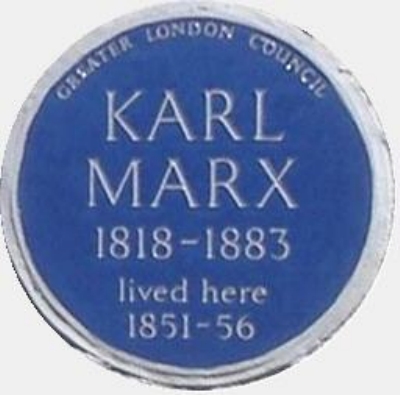 GREATER LONDON COUNCIL
KARL
MARX
1818-1883
lived here
1851-56